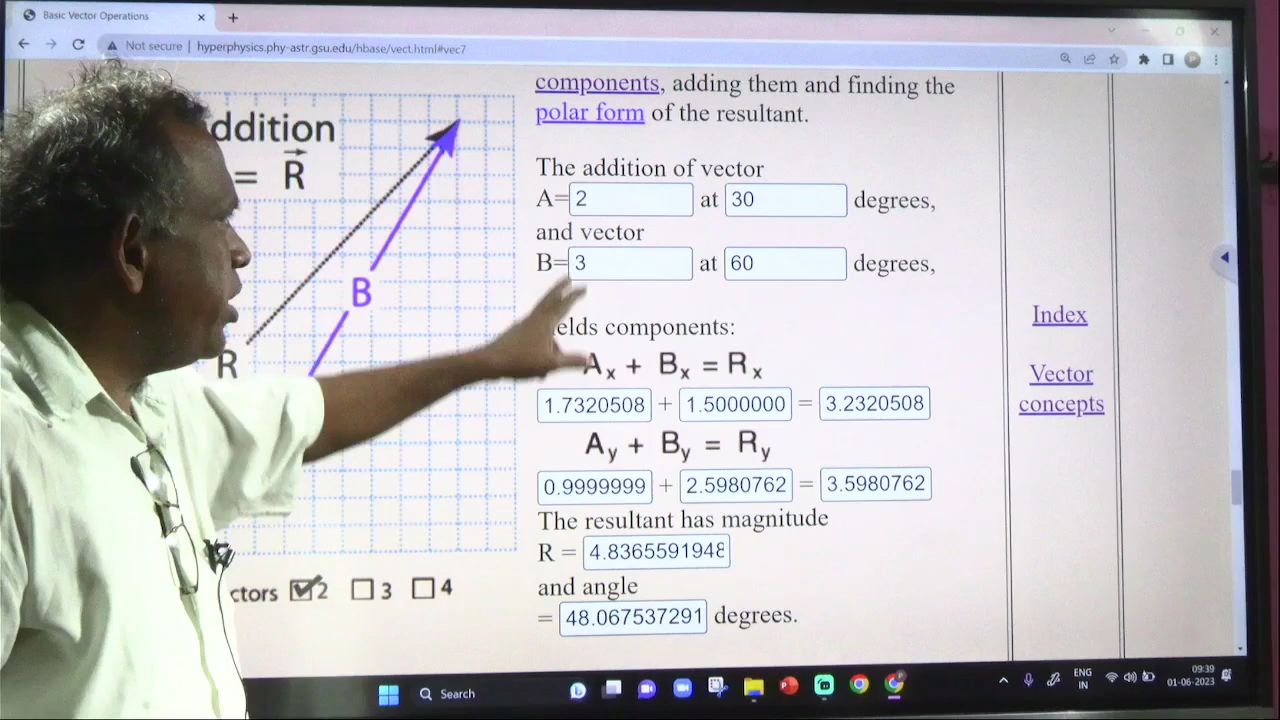 Basic Vector Operations
Not secure | hyperphysics.phy-astr.gsu.edu/hbase/vect.html#vec7
components, adding them and finding the
polar form of the resultant.
ddition
= R
R
B
ctors 2 3 4
The addition of vector
A= 2 at 30 degrees,
and vector
B= 3 at 60 degrees,
elds components:
Ax + Bx = Rx
1.7320508 + 1.5000000 = 3.2320508
Ay + By = Ry
0.9999999 + 2.5980762 = 3.5980762
The resultant has magnitude
R = 4.8365591948
and angle
= 48.067537291 degrees.
Index
Vector
concepts
Search
ENG
IN
09:39
01-06-2023